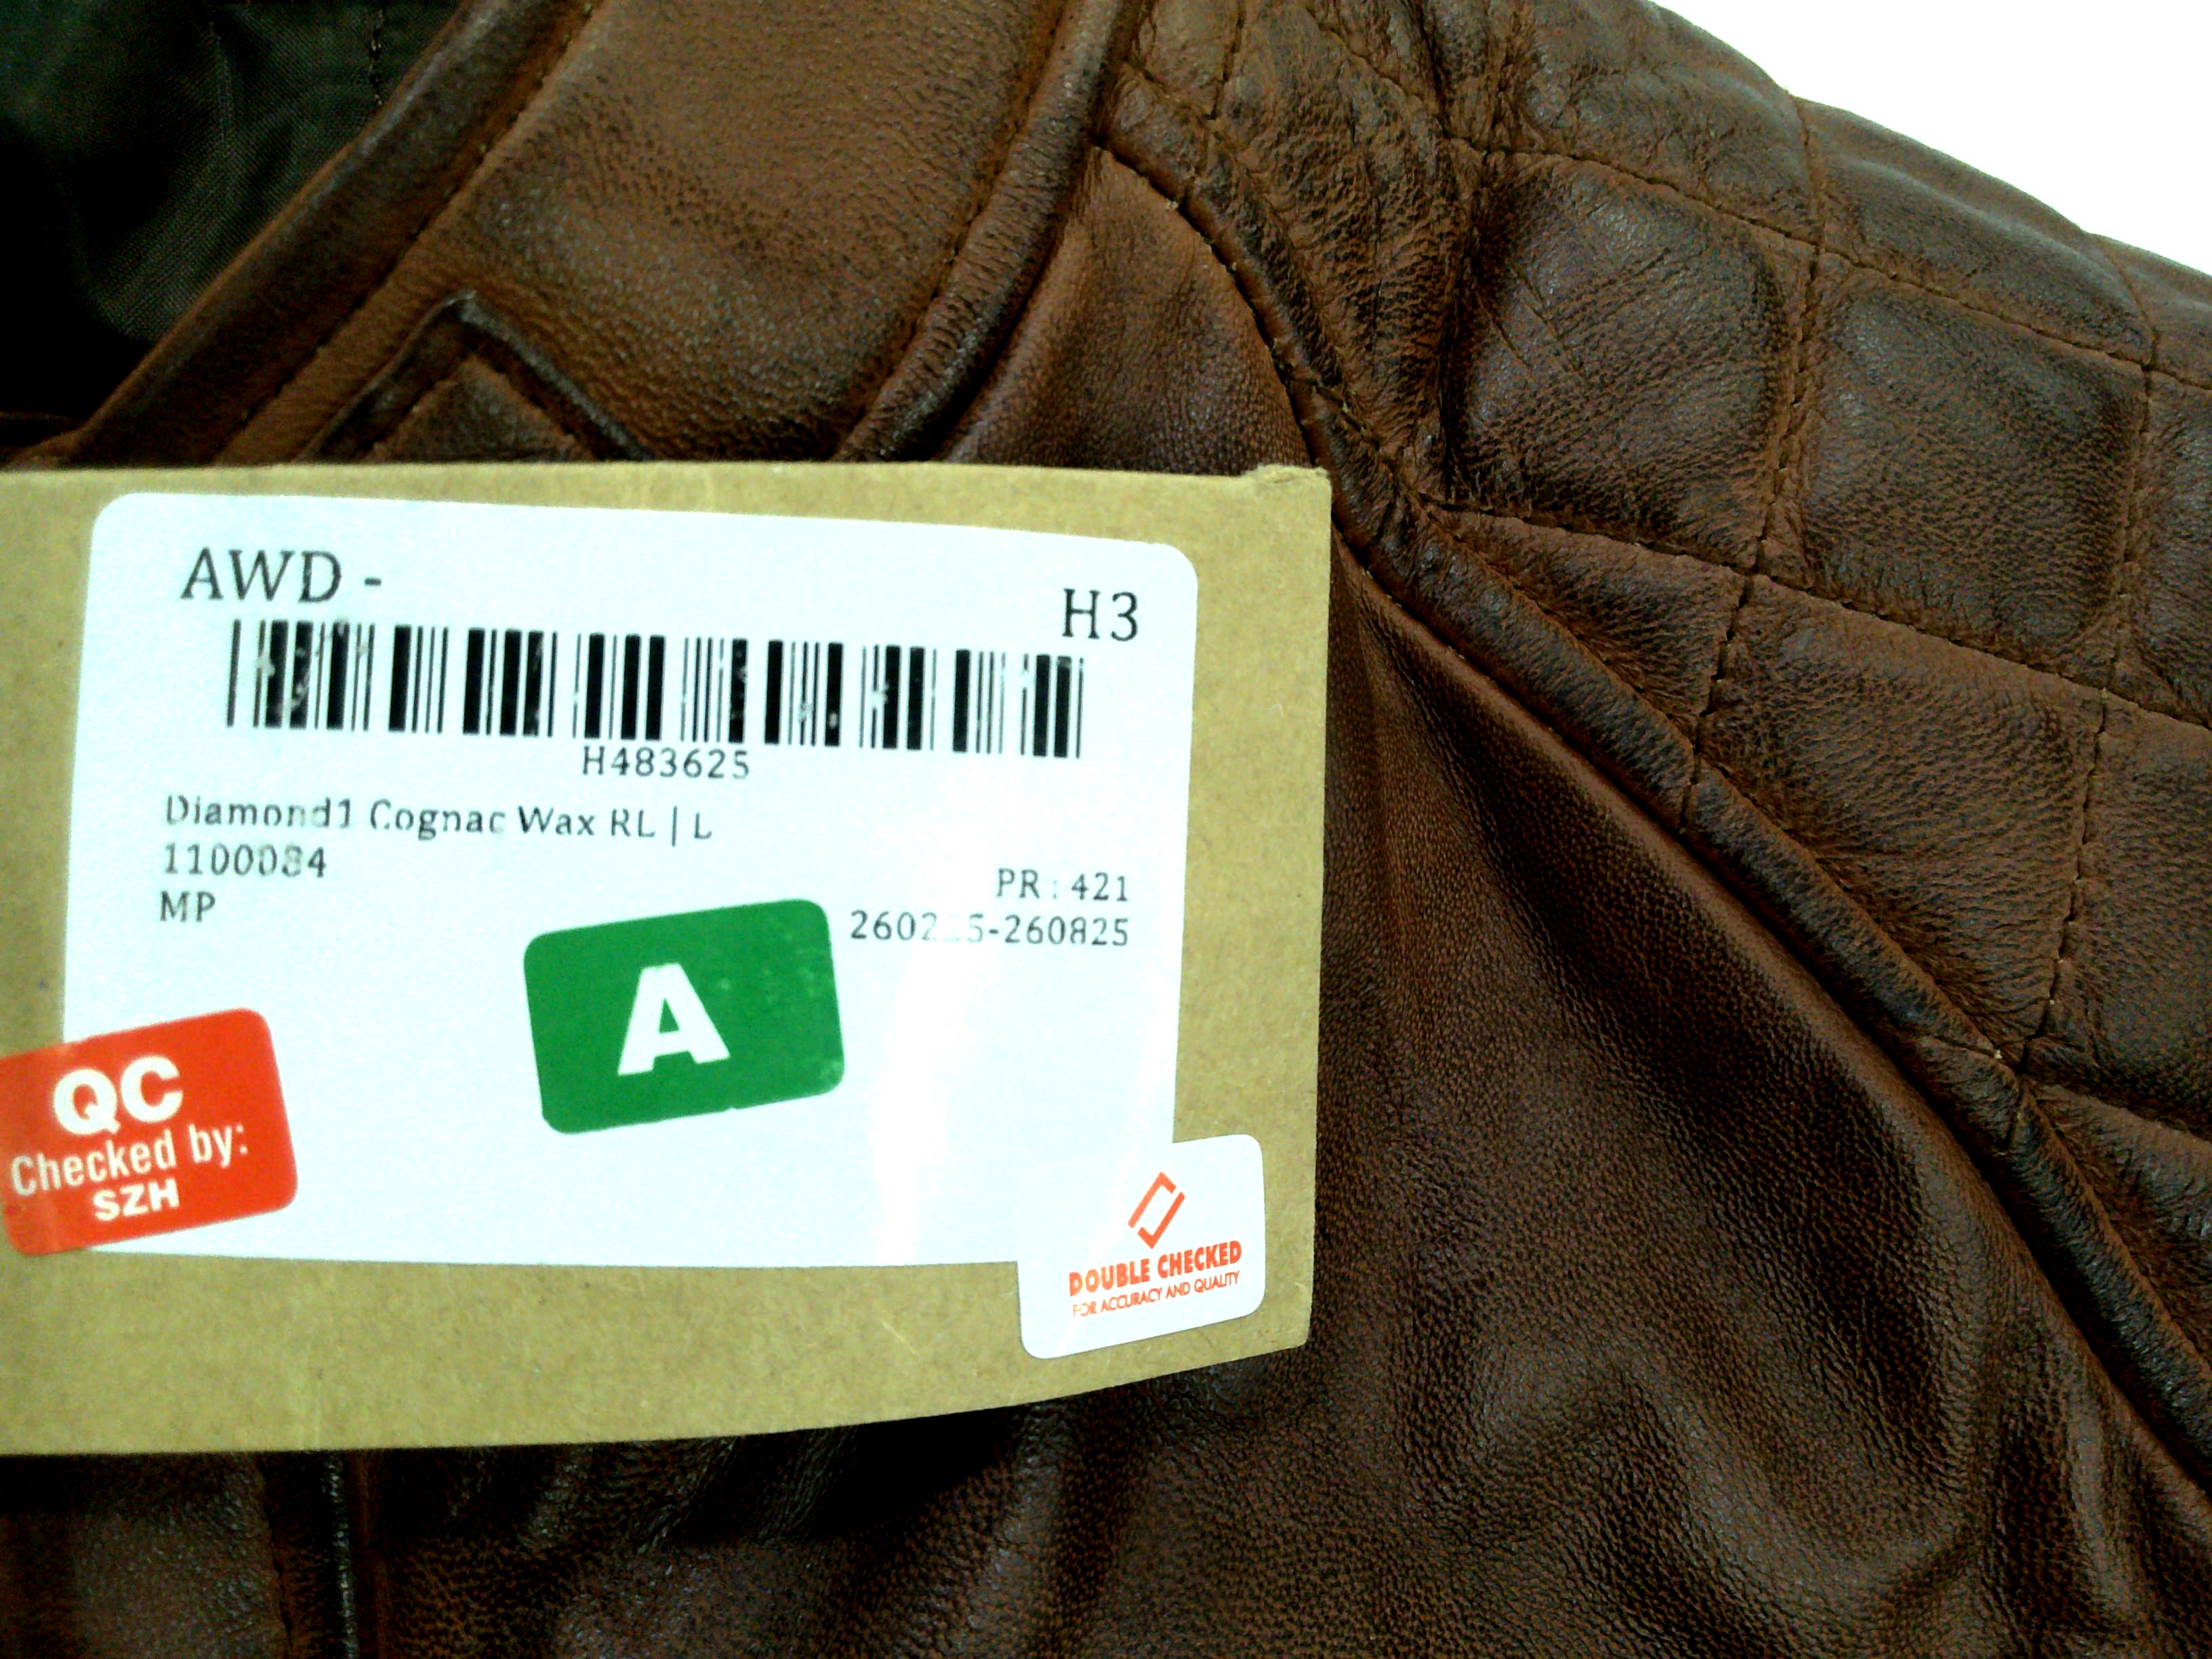 AWD -
H3
H483625
Diamond1 Cognac Wax RL | L
1100084
MP
PR : 421
A
QC
Checked by:
SZH
DOUBLE CHECKED
FOR ACCURACY AND QUALITY